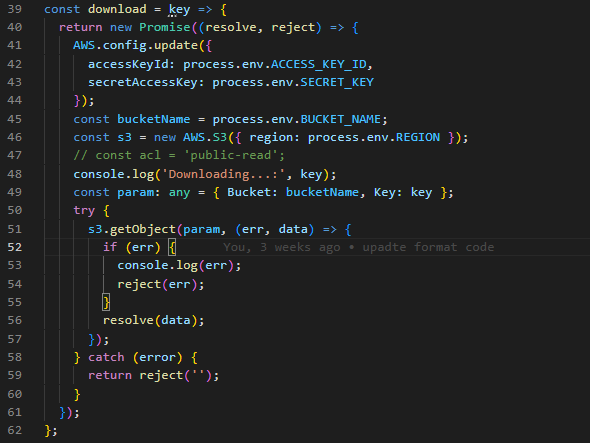 39 const download = key => {
40 return new Promise((resolve, reject) => {
41 AWS.config.update({
42 accessKeyId: process.env.ACCESS_KEY_ID,
43 secretAccessKey: process.env.SECRET_KEY
44 });
45 const bucketName = process.env.BUCKET_NAME;
46 const s3 = new AWS.S3({ region: process.env.REGION });
47 // const acl = 'public-read';
48 console.log('Downloading...:', key);
49 const param: any = { Bucket: bucketName, Key: key };
50 try {
51 s3.getObject(param, (err, data) => {
52 if (err) { You, 3 weeks ago • upadte format code
53 console.log(err);
54 reject(err);
55 }
56 resolve(data);
57 });
58 } catch (error) {
59 return reject('');
60 }
61 });
62 };